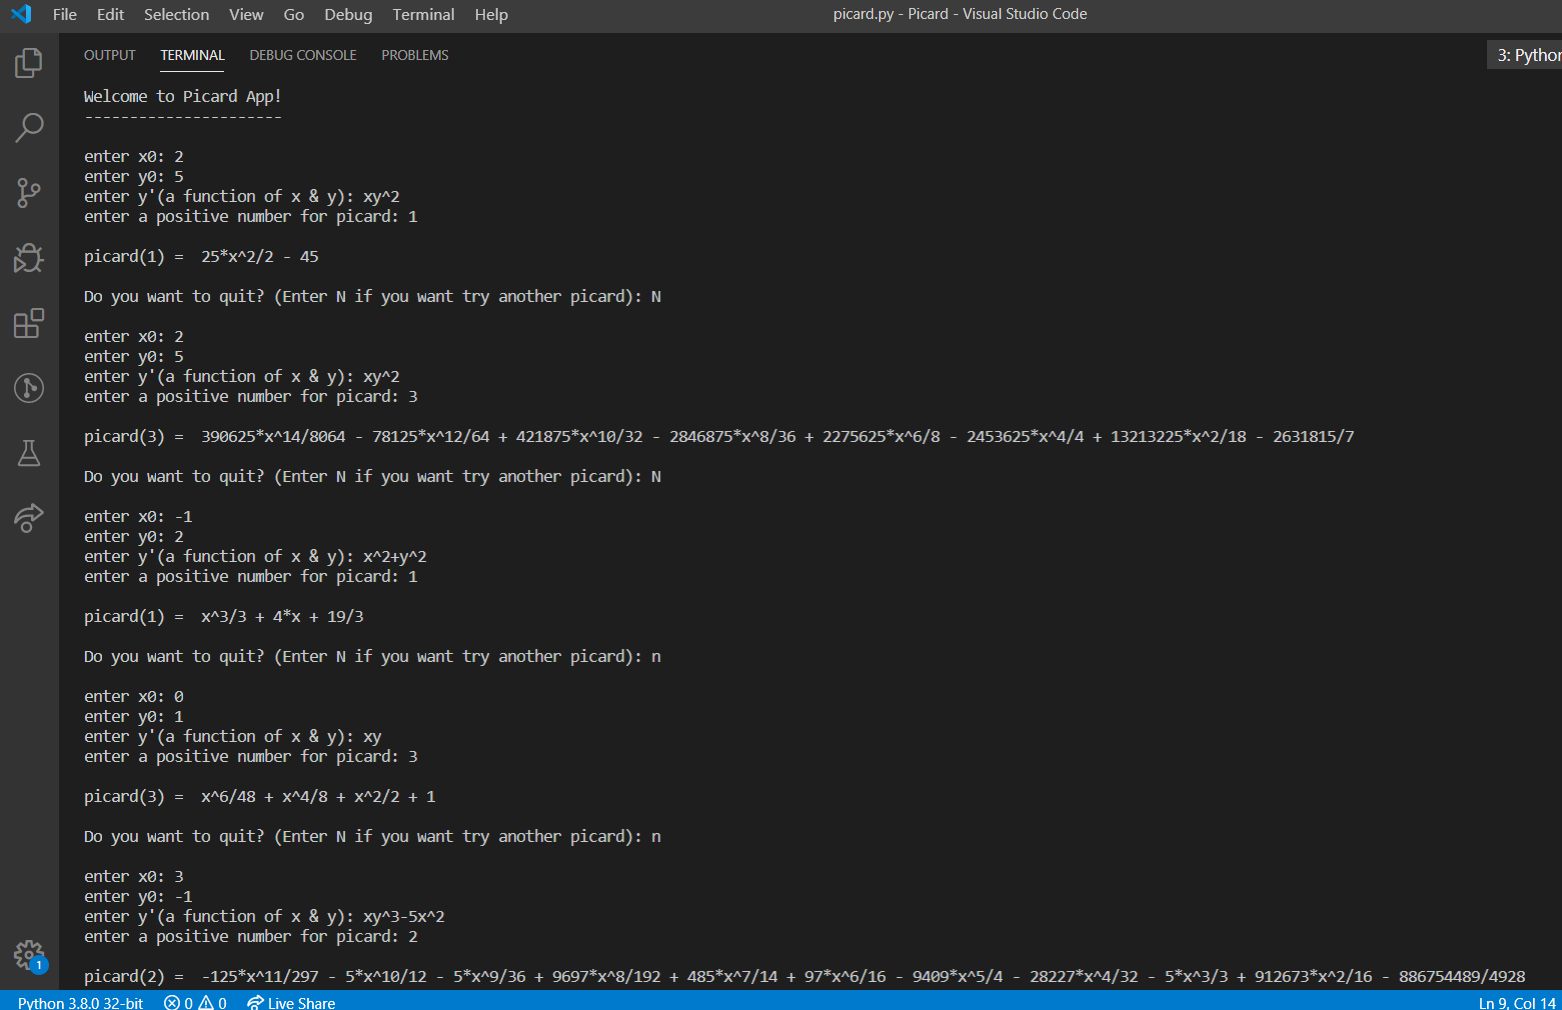 File Edit Selection View Go Debug Terminal Help
picard.py - Picard - Visual Studio Code
OUTPUT TERMINAL DEBUG CONSOLE PROBLEMS
3: Python
Welcome to Picard App!
----------------------
enter x0: 2
enter y0: 5
enter y'(a function of x & y): xy^2
enter a positive number for picard: 1
picard(1) =  25*x^2/2 - 45
Do you want to quit? (Enter N if you want try another picard): N
enter x0: 2
enter y0: 5
enter y'(a function of x & y): xy^2
enter a positive number for picard: 3
picard(3) =  390625*x^14/8064 - 78125*x^12/64 + 421875*x^10/32 - 2846875*x^8/36 + 2275625*x^6/8 - 2453625*x^4/4 + 13213225*x^2/18 - 2631815/7
Do you want to quit? (Enter N if you want try another picard): N
enter x0: -1
enter y0: 2
enter y'(a function of x & y): x^2+y^2
enter a positive number for picard: 1
picard(1) =  x^3/3 + 4*x + 19/3
Do you want to quit? (Enter N if you want try another picard): n
enter x0: 0
enter y0: 1
enter y'(a function of x & y): xy
enter a positive number for picard: 3
picard(3) =  x^6/48 + x^4/8 + x^2/2 + 1
Do you want to quit? (Enter N if you want try another picard): n
enter x0: 3
enter y0: -1
enter y'(a function of x & y): xy^3-5x^2
enter a positive number for picard: 2
picard(2) =  -125*x^11/297 - 5*x^10/12 - 5*x^9/36 + 9697*x^8/192 + 485*x^7/14 + 97*x^6/16 - 9409*x^5/4 - 28227*x^4/32 - 5*x^3/3 + 912673*x^2/16 - 886754489/4928
1
Python 3.8.0 32-bit 0 0 Live Share
Ln 9, Col 14